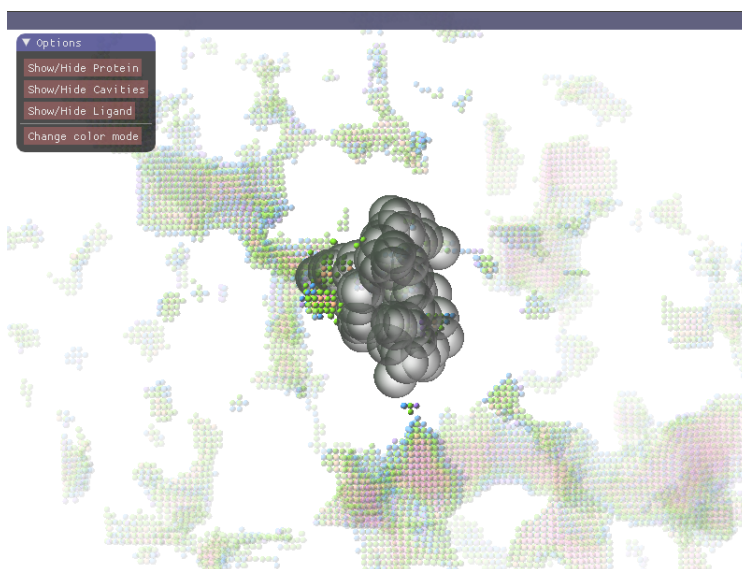 ▼ Options
Show/Hide Protein
Show/Hide Cavities
Show/Hide Ligand
Change color mode